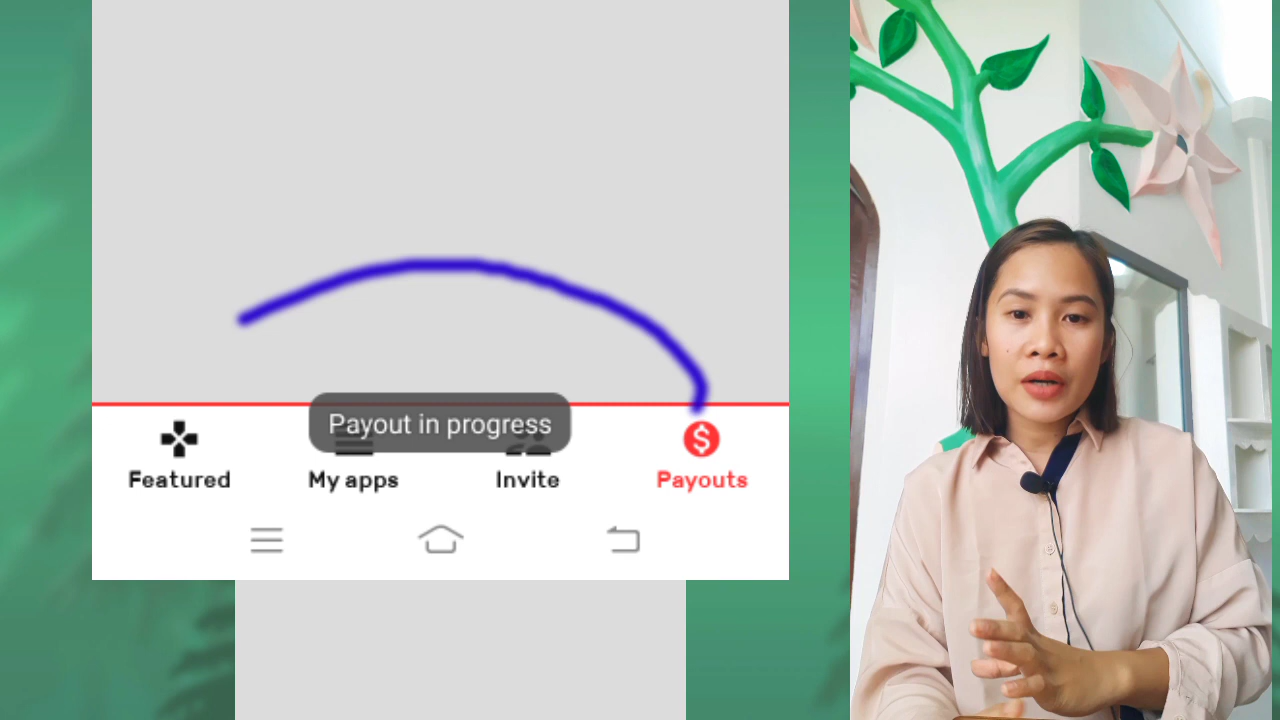 Payout in progress
Featured
My apps
Invite
Payouts